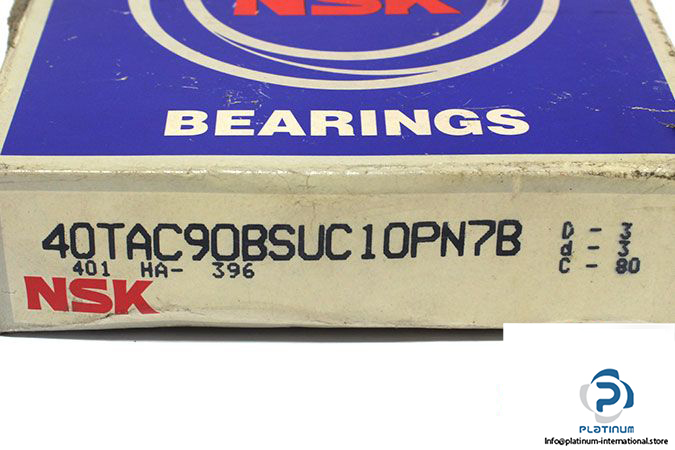 NSK
BEARINGS
40TAC90BSUC10PN7B
401 HA- 396
D - 3
d - 3
C - 80
NSK
P
PLATINUM
Info@platinum-international.store